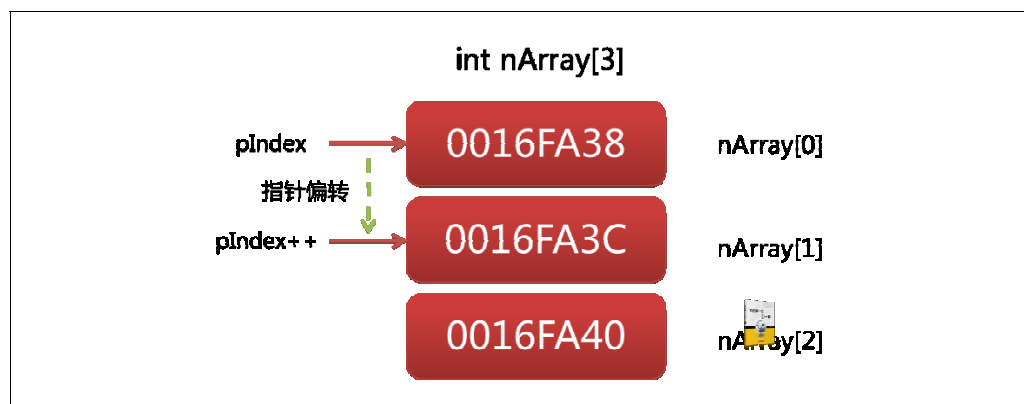 int nArray[3]
pIndex
0016FA38
nArray[0]
指针偏转
pIndex++
0016FA3C
nArray[1]
0016FA40
nArray[2]